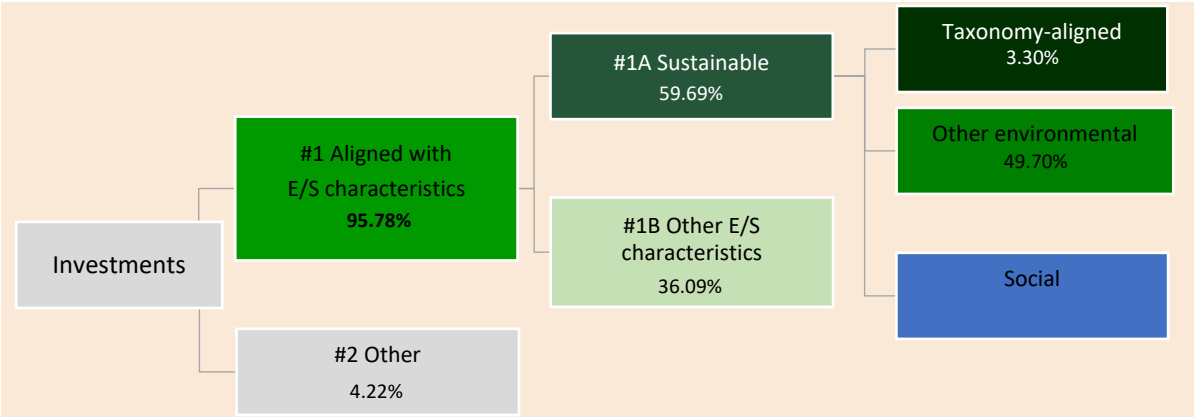 Investments
#1 Aligned with
E/S characteristics
95.78%
#2 Other
4.22%
#1A Sustainable
59.69%
#1B Other E/S
characteristics
36.09%
Taxonomy-aligned
3.30%
Other environmental
49.70%
Social